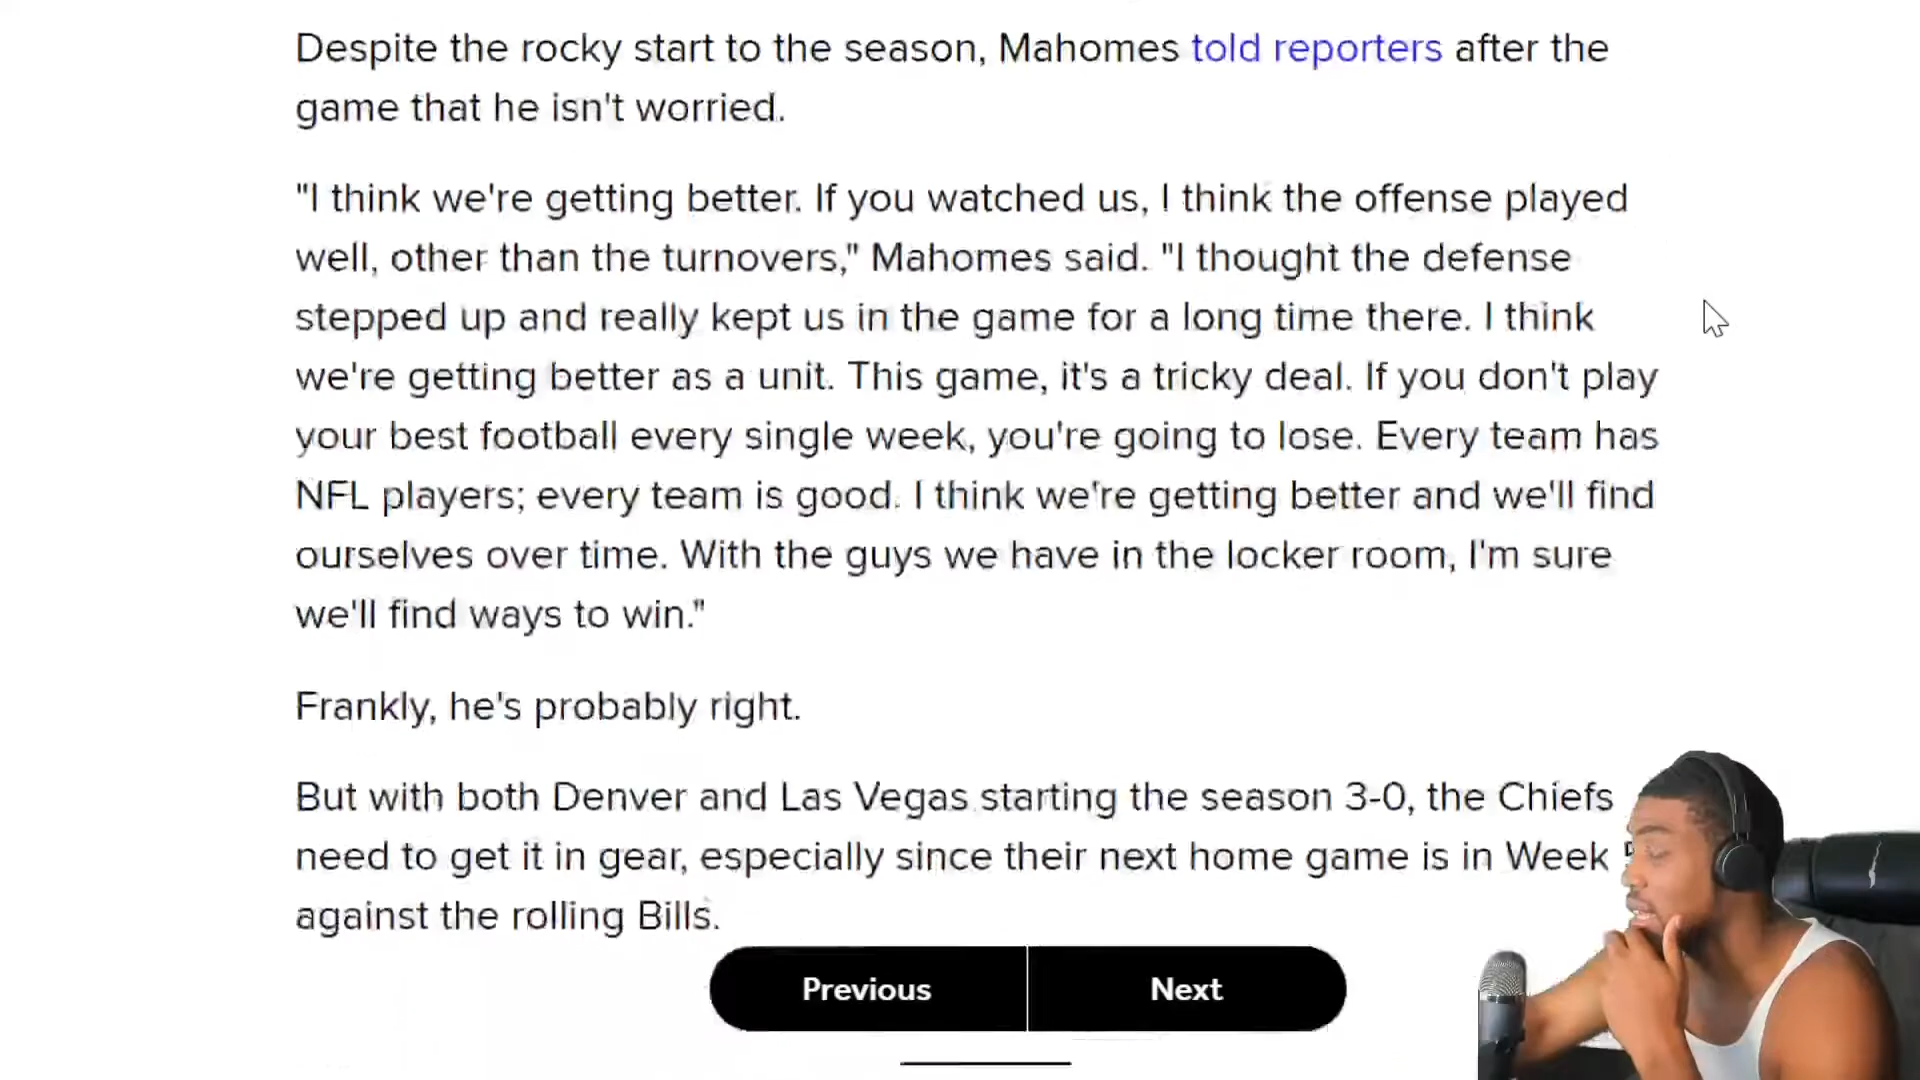 Despite the rocky start to the season, Mahomes told reporters after the
game that he isn't worried.
"I think we're getting better. If you watched us, I think the offense played
well, other than the turnovers," Mahomes said. "I thought the defense
stepped up and really kept us in the game for a long time there. I think
we're getting better as a unit. This game, it's a tricky deal. If you don't play
your best football every single week, you're going to lose. Every team has
NFL players; every team is good. I think we're getting better and we'll find
ourselves over time. With the guys we have in the locker room, I'm sure
we'll find ways to win."
Frankly, he's probably right.
But with both Denver and Las Vegas starting the season 3-0, the Chiefs
need to get it in gear, especially since their next home game is in Week
against the rolling Bills.
Previous
Next